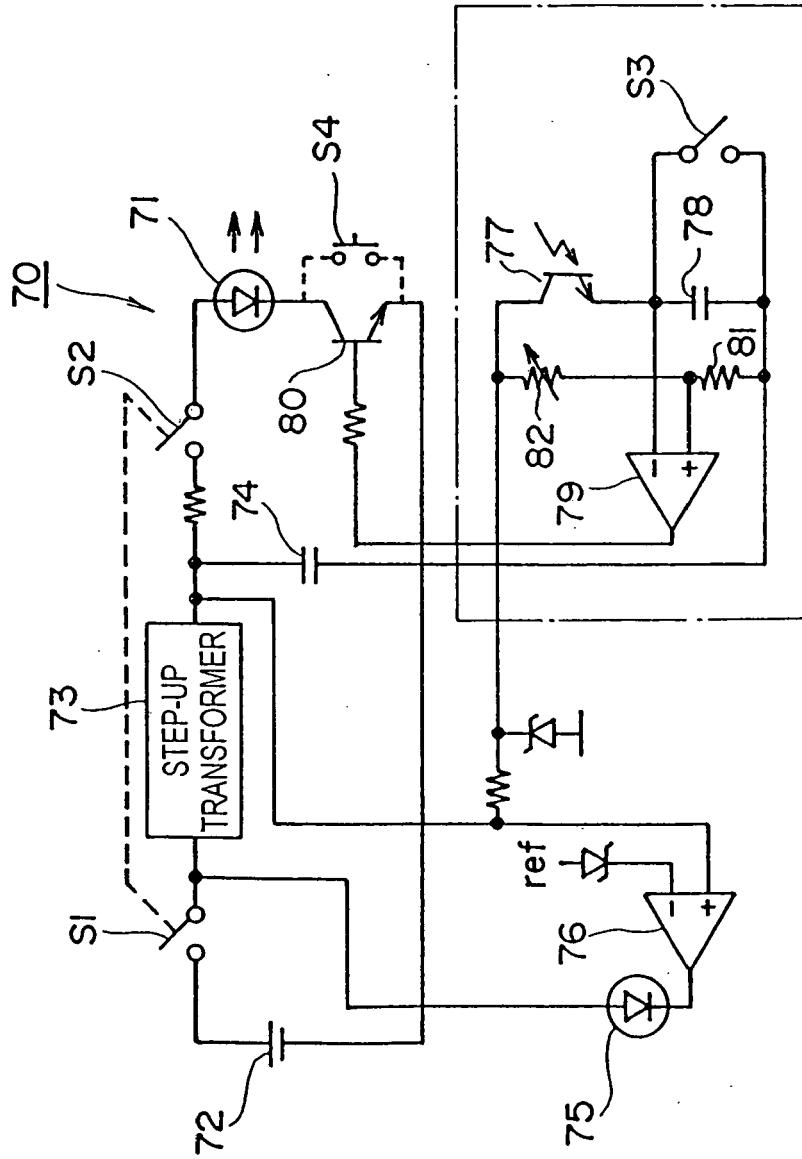 70
S1
73
STEP-UP
TRANSFORMER
S2
71
74
80
S4
72
75
76
ref
-
+
77
82
79
-
+
78
81
S3